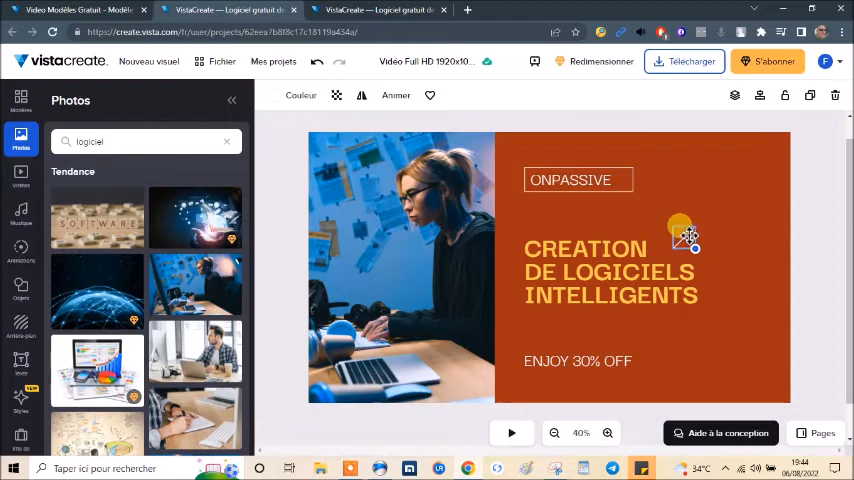 Video Modèles Gratuit - Modèle
VistaCreate — Logiciel gratuit de
VistaCreate — Logiciel gratuit de
create.vista.com/fr/user/projects/62eea7b8f8c17c18119434a/
vistacreate.
Nouveau visuel
Fichier
Mes projets
Vidéo Full HD 1920x10...
Redimensionner
Télécharger
S'abonner
F
Modèles
Photos
Vidéos
Musique
Animations
Objets
Arrière-plan
Texte
NEW
Styles
Photos
logiciel
Tendance
SOFTWARE
Couleur
Animer
ONPASSIVE
CREATION
DE LOGICIELS
INTELLIGENTS
ENJOY 30% OFF
40%
Aide à la conception
Pages
Taper ici pour rechercher
34°C
19:44
06/08/2022